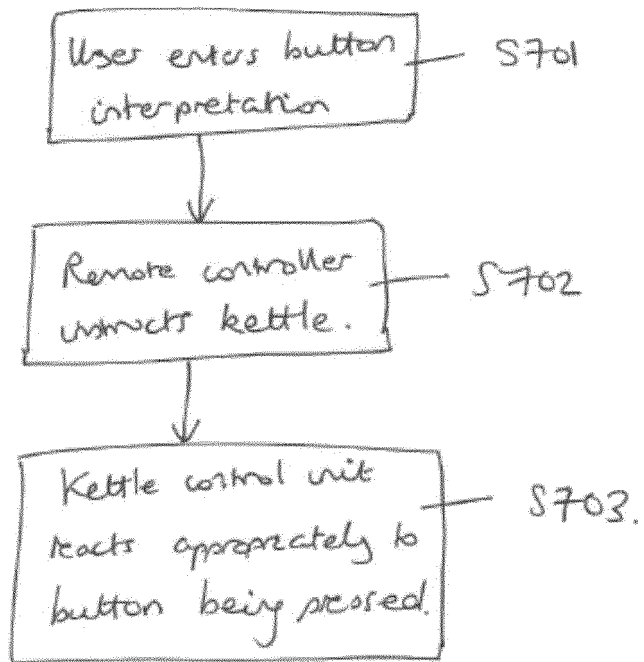 User enters button
interpretation
S701
Remote controller
instructs kettle.
S702
Kettle control unit
reacts appropriately to
button being pressed.
S703.